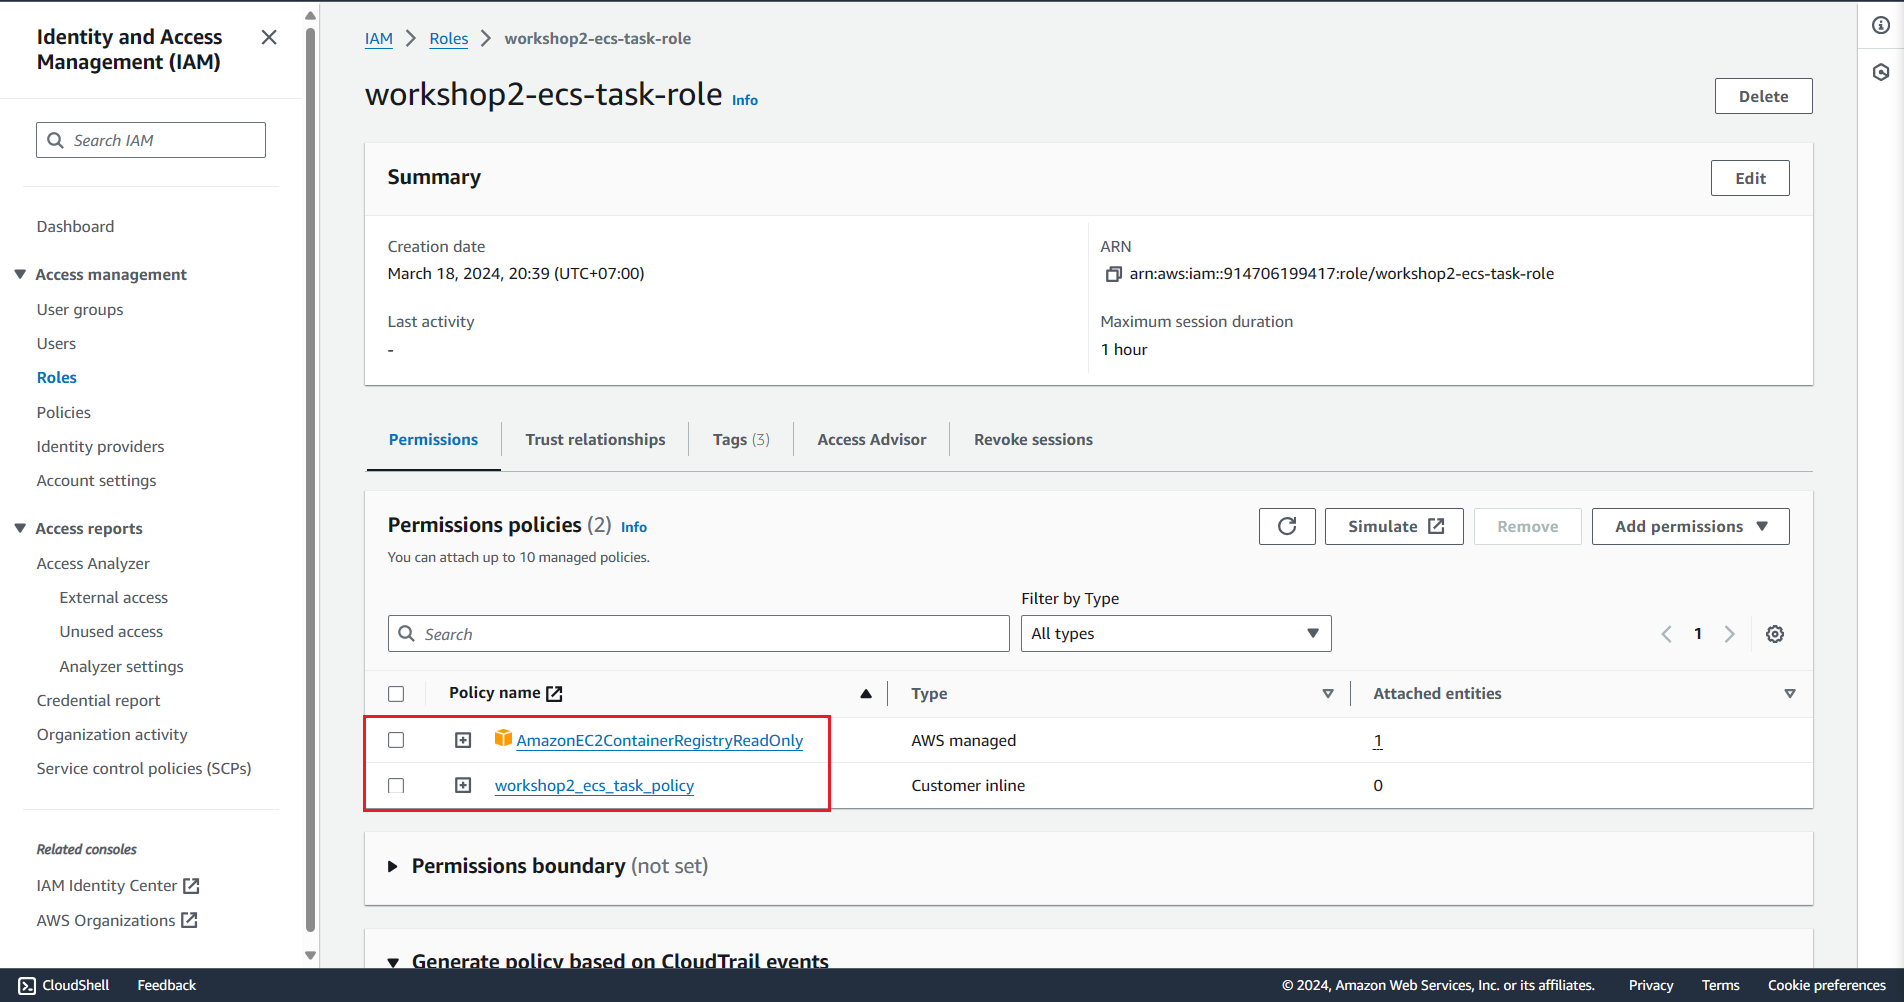 Identity and Access
Management (IAM)
Search IAM
Dashboard
Access management
User groups
Users
Roles
Policies
Identity providers
Account settings
Access reports
Access Analyzer
External access
Unused access
Analyzer settings
Credential report
Organization activity
Service control policies (SCPs)
Related consoles
IAM Identity Center
AWS Organizations
IAM > Roles > workshop2-ecs-task-role
workshop2-ecs-task-role Info
Delete
Summary
Edit
Creation date
March 18, 2024, 20:39 (UTC+07:00)
ARN
arn:aws:iam::914706199417:role/workshop2-ecs-task-role
Last activity
-
Maximum session duration
1 hour
Permissions Trust relationships Tags (3) Access Advisor Revoke sessions
Permissions policies (2) Info
You can attach up to 10 managed policies.
Simulate Remove Add permissions
Filter by Type
Search
All types
1
Policy name Type Attached entities
AmazonEC2ContainerRegistryReadOnly AWS managed 1
workshop2_ecs_task_policy Customer inline 0
Permissions boundary (not set)
Generate policy based on CloudTrail events
CloudShell Feedback © 2024, Amazon Web Services, Inc. or its affiliates. Privacy Terms Cookie preferences